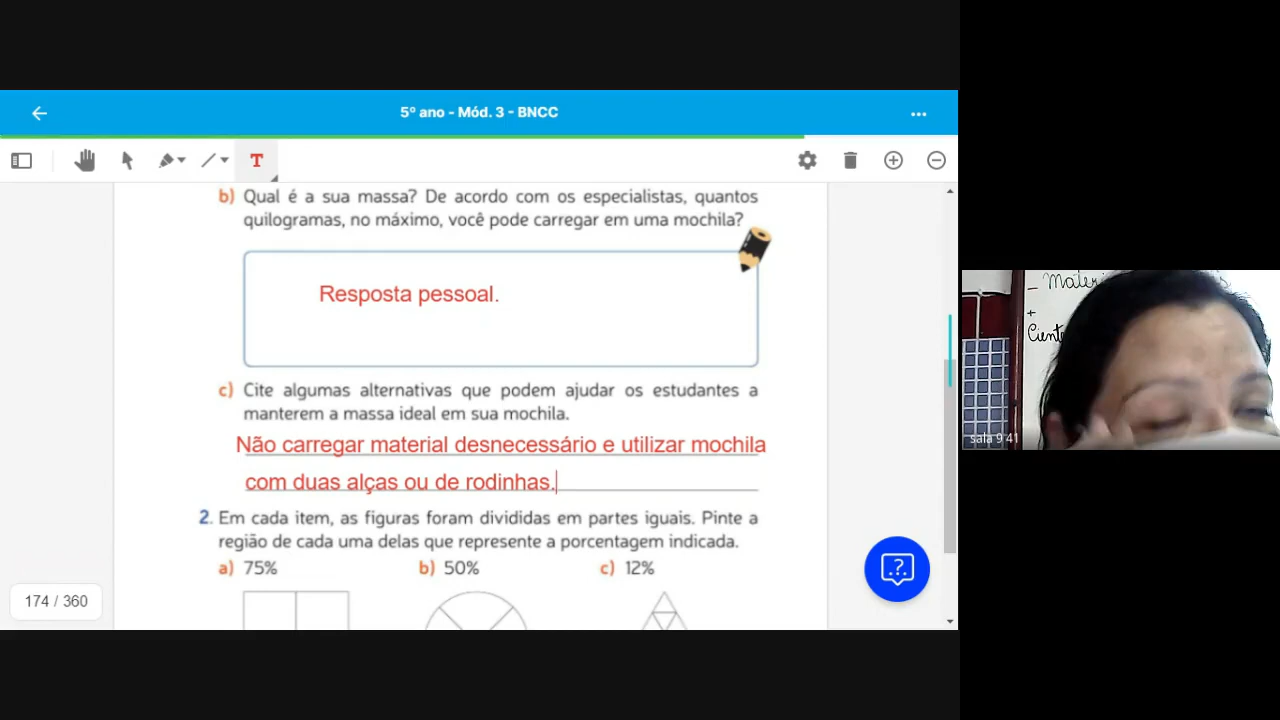 5º ano - Mód. 3 - BNCC
T
b) Qual é a sua massa? De acordo com os especialistas, quantos
quilogramas, no máximo, você pode carregar em uma mochila?
Resposta pessoal.
c) Cite algumas alternativas que podem ajudar os estudantes a
manterem a massa ideal em sua mochila.
Não carregar material desnecessário e utilizar mochila
com duas alças ou de rodinhas.
2. Em cada item, as figuras foram divididas em partes iguais. Pinte a
região de cada uma delas que represente a porcentagem indicada.
a) 75% b) 50% c) 12%
174 / 360
sala 9 41